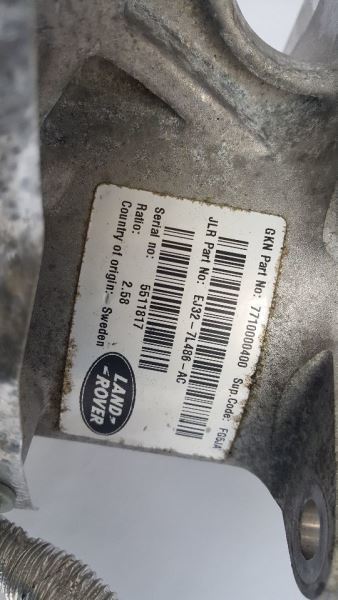 GKN Part No: 7710000400 Sup.Code: FG5JA
JLR Part No: EJ32-7L486-AC
Serial no: 5511817
Ratio: 2.58
Country of origin: Sweden
LAND
ROVER